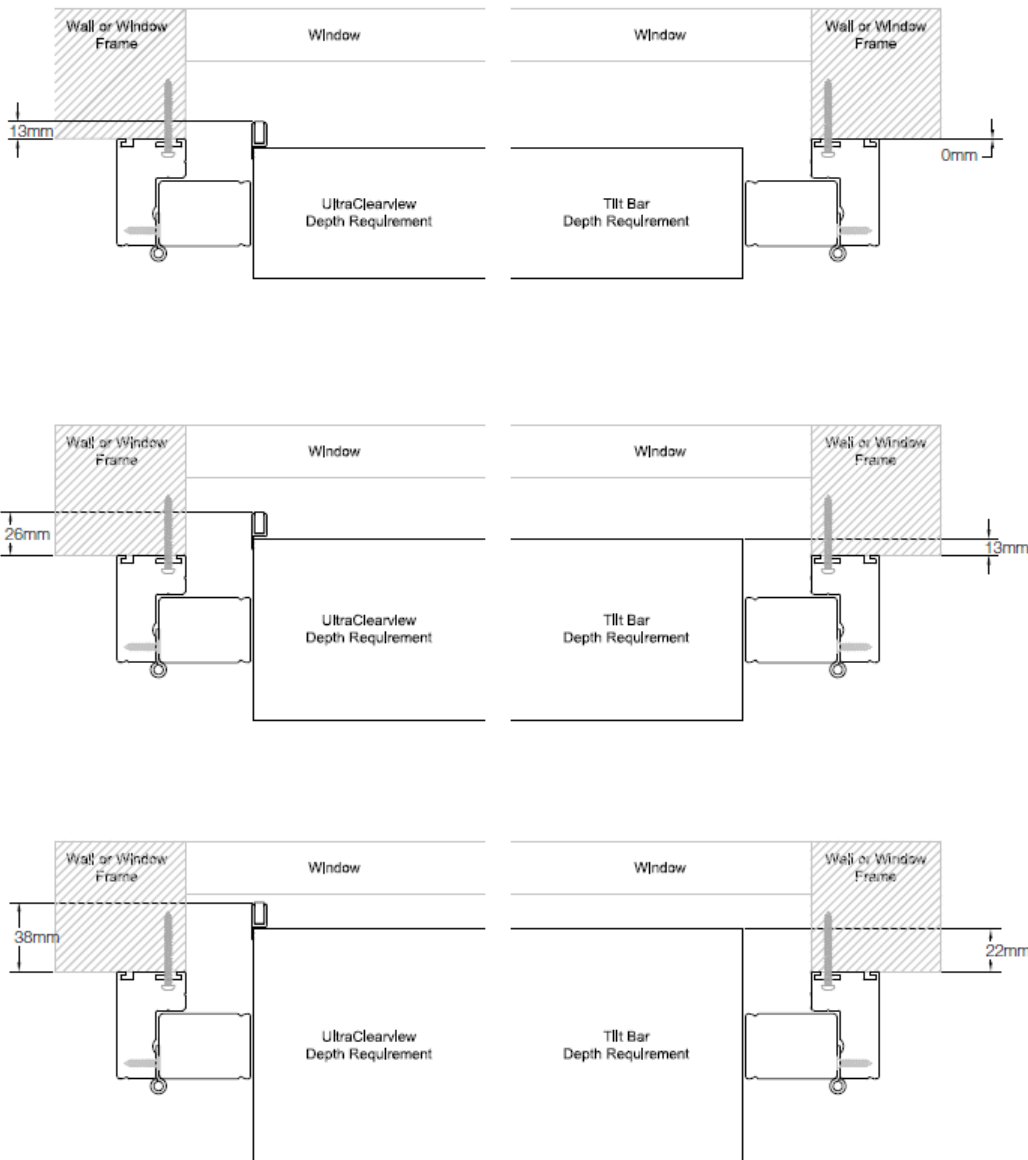 Wall or Window
Frame
Window
Window
Wall or Window
Frame
13mm
0mm
UltraClearview
Depth Requirement
Tilt Bar
Depth Requirement
Wall or Window
Frame
Window
Window
Wall or Window
Frame
26mm
13mm
UltraClearview
Depth Requirement
Tilt Bar
Depth Requirement
Wall or Window
Frame
Window
Window
Wall or Window
Frame
38mm
22mm
UltraClearview
Depth Requirement
Tilt Bar
Depth Requirement